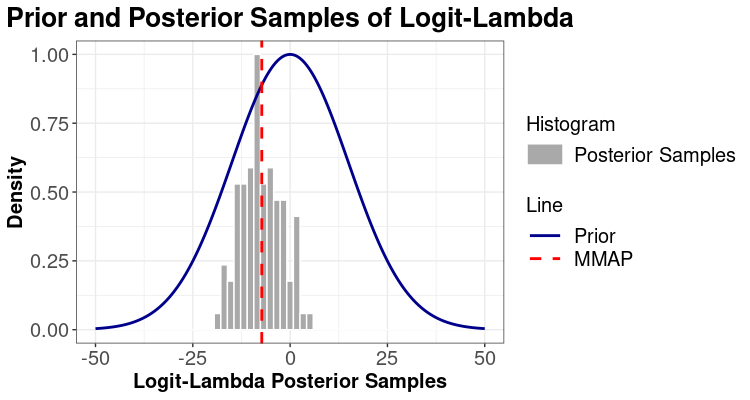 Prior and Posterior Samples of Logit-Lambda
1.00
0.75
0.50
0.25
0.00
Density
-50 -25 0 25 50
Logit-Lambda Posterior Samples
Histogram
Posterior Samples
Line
Prior
MMAP